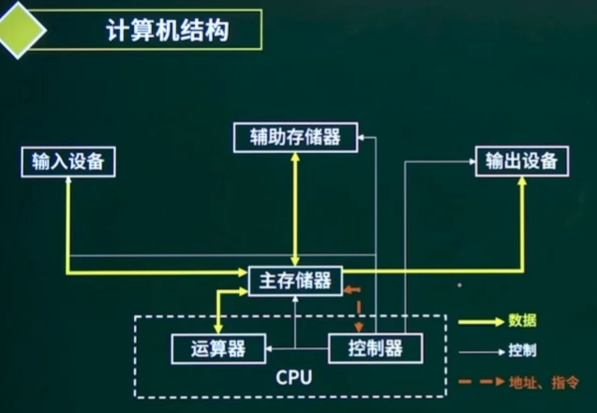 计算机结构
辅助存储器
输入设备
输出设备
主存储器
数据
运算器
控制器
控制
CPU
地址、指令